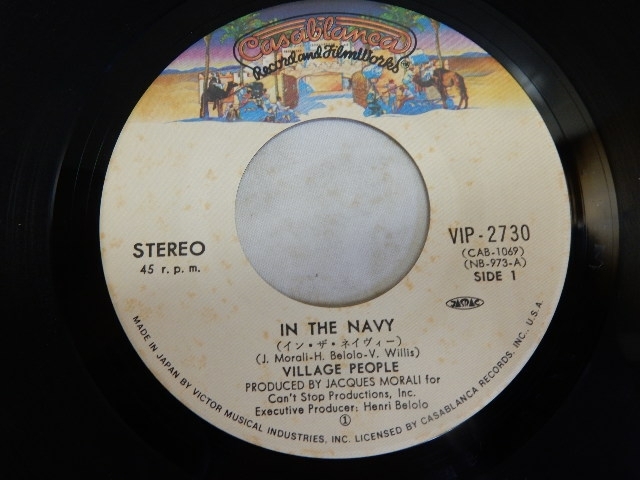 Casablanca
Record and FilmWorks
STEREO
45 r.p.m.
VIP-2730
(CAB-1069)
(NB-973-A)
SIDE 1
JASRAC
IN THE NAVY
(イン・ザ・ネイヴィー)
(J. Morali-H. Belolo-V. Willis)
VILLAGE PEOPLE
PRODUCED BY JACQUES MORALI for
Can't Stop Productions, Inc.
Executive Producer: Henri Belolo
①
MADE IN JAPAN BY VICTOR MUSICAL INDUSTRIES, INC. LICENSED BY CASABLANCA RECORDS, INC., U.S.A.